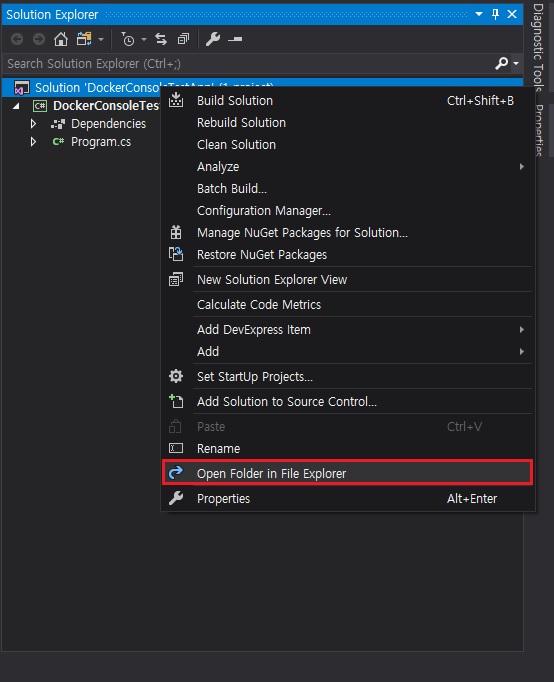 Solution Explorer
Search Solution Explorer (Ctrl+;)
Solution 'DockerConsoleTestApp' (1 project)
C# DockerConsoleTest
Dependencies
C# Program.cs
Build Solution Ctrl+Shift+B
Rebuild Solution
Clean Solution
Analyze
Batch Build...
Configuration Manager...
Manage NuGet Packages for Solution...
Restore NuGet Packages
New Solution Explorer View
Calculate Code Metrics
Add DevExpress Item
Add
Set StartUp Projects...
Add Solution to Source Control...
Paste Ctrl+V
Rename
Open Folder in File Explorer
Properties Alt+Enter
Diagnostic Tools
Properties